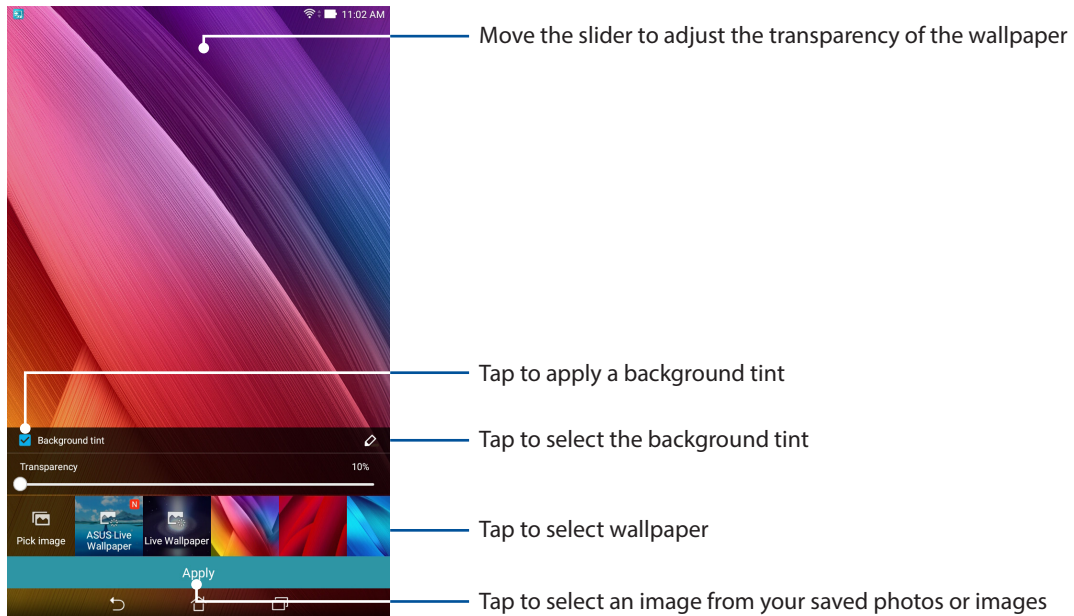 11:02 AM
Move the slider to adjust the transparency of the wallpaper
Tap to apply a background tint
Background tint
Tap to select the background tint
Transparency 10%
N
Pick image
ASUS Live
Wallpaper
Live Wallpaper
Tap to select wallpaper
Apply
Tap to select an image from your saved photos or images